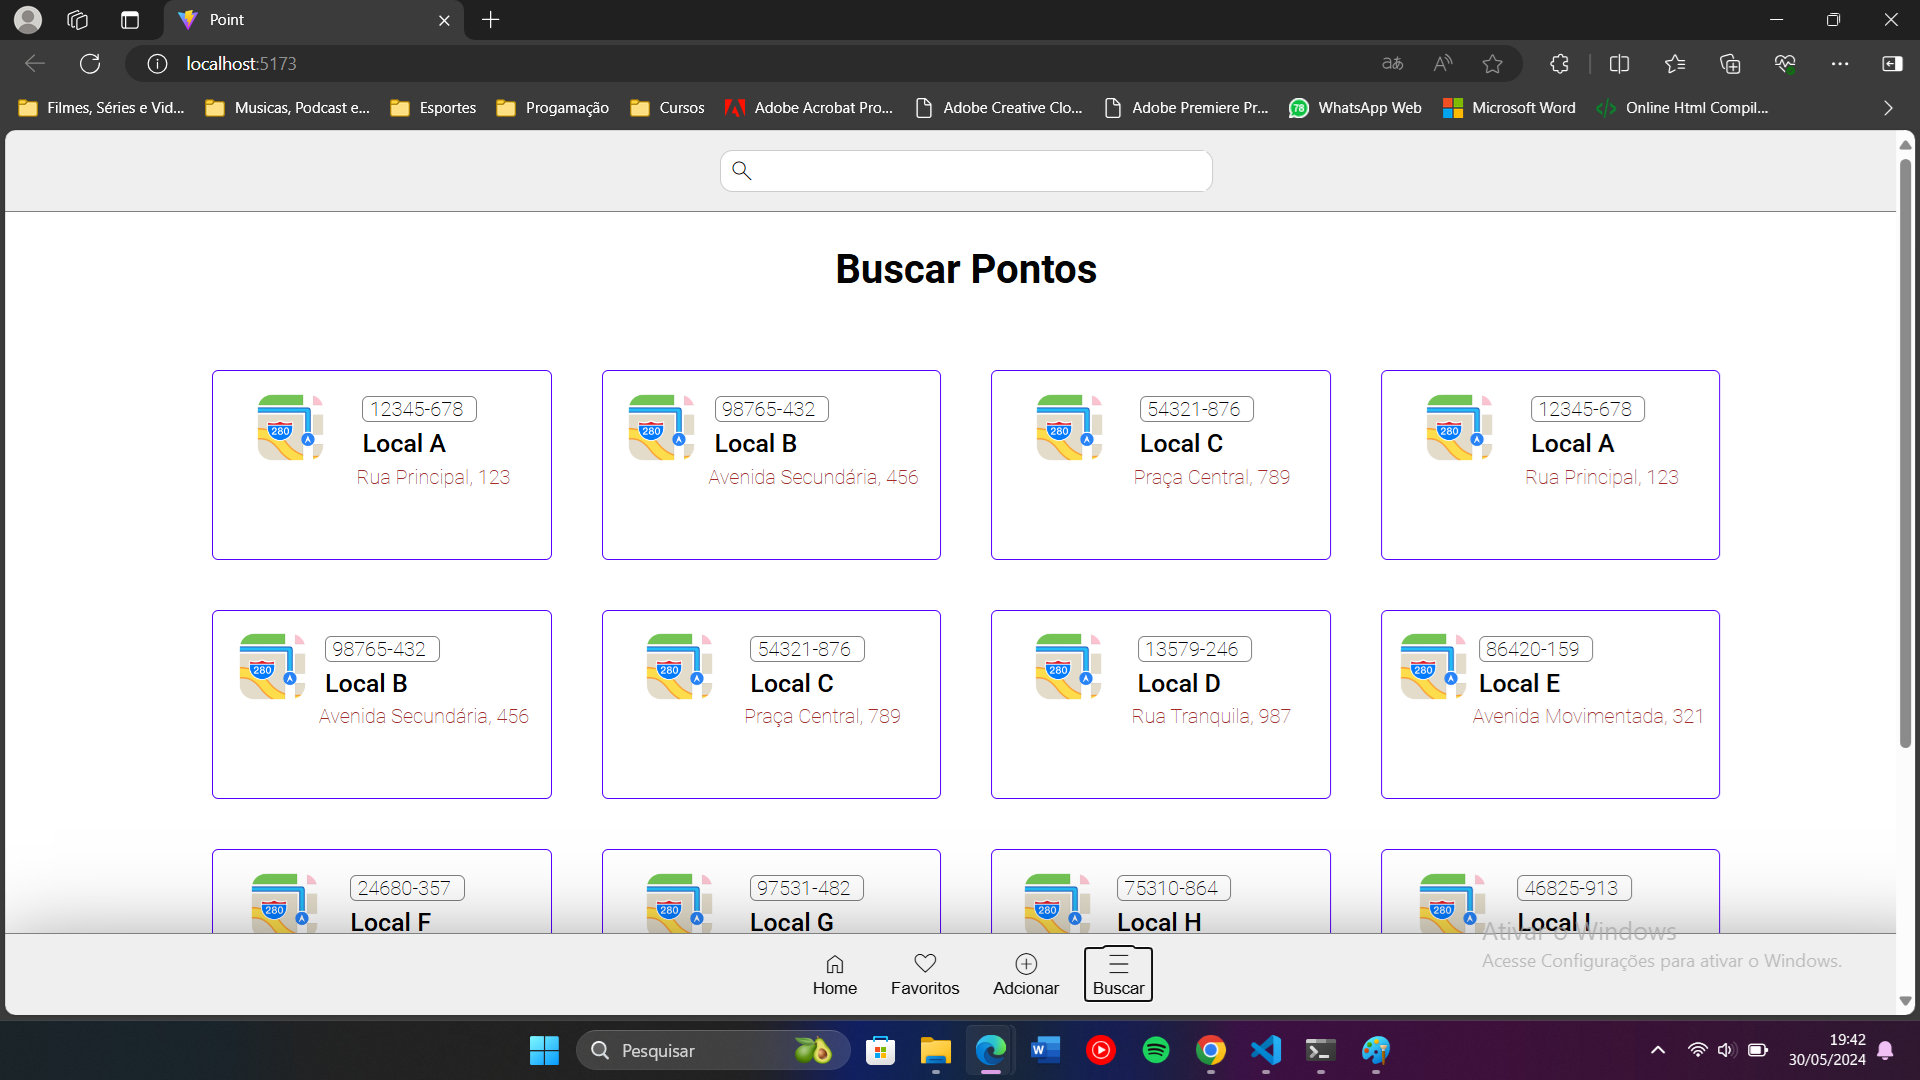 Point
localhost:5173
Filmes, Séries e Vid...
Musicas, Podcast e...
Esportes
Progamação
Cursos
Adobe Acrobat Pro...
Adobe Creative Clo...
Adobe Premiere Pr...
78
WhatsApp Web
Microsoft Word
Online Html Compil...
Buscar Pontos
280
12345-678
Local A
Rua Principal, 123
280
98765-432
Local B
Avenida Secundária, 456
280
54321-876
Local C
Praça Central, 789
280
12345-678
Local A
Rua Principal, 123
280
98765-432
Local B
Avenida Secundária, 456
280
54321-876
Local C
Praça Central, 789
280
13579-246
Local D
Rua Tranquila, 987
280
86420-159
Local E
Avenida Movimentada, 321
280
24680-357
Local F
280
97531-482
Local G
280
75310-864
Local H
280
46825-913
Local I
Ativar o Windows
Acesse Configurações para ativar o Windows.
Home
Favoritos
Adcionar
Buscar
Pesquisar
19:42
30/05/2024